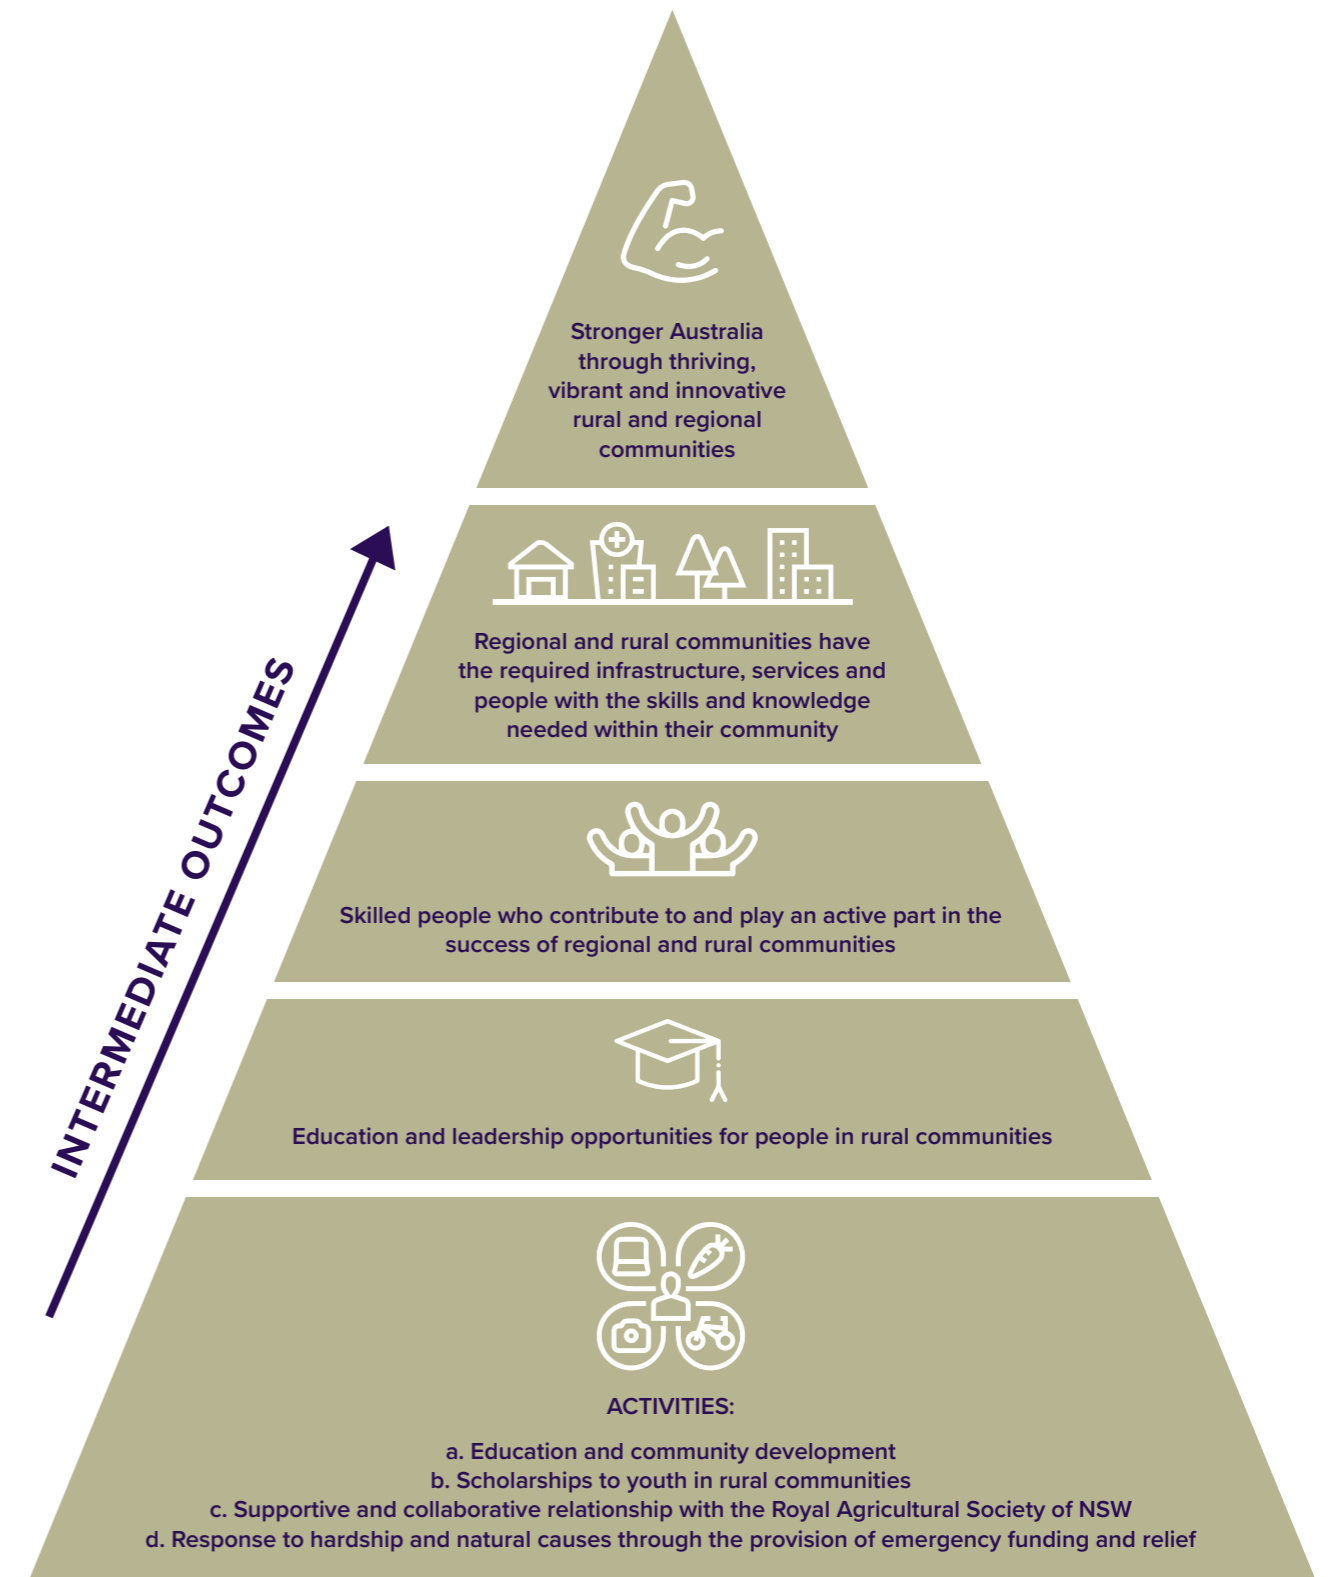 Stronger Australia
through thriving,
vibrant and innovative
rural and regional
communities
INTERMEDIATE OUTCOMES
Regional and rural communities have
the required infrastructure, services and
people with the skills and knowledge
needed within their community
Skilled people who contribute to and play an active part in the
success of regional and rural communities
Education and leadership opportunities for people in rural communities
ACTIVITIES:
a. Education and community development
b. Scholarships to youth in rural communities
c. Supportive and collaborative relationship with the Royal Agricultural Society of NSW
d. Response to hardship and natural causes through the provision of emergency funding and relief